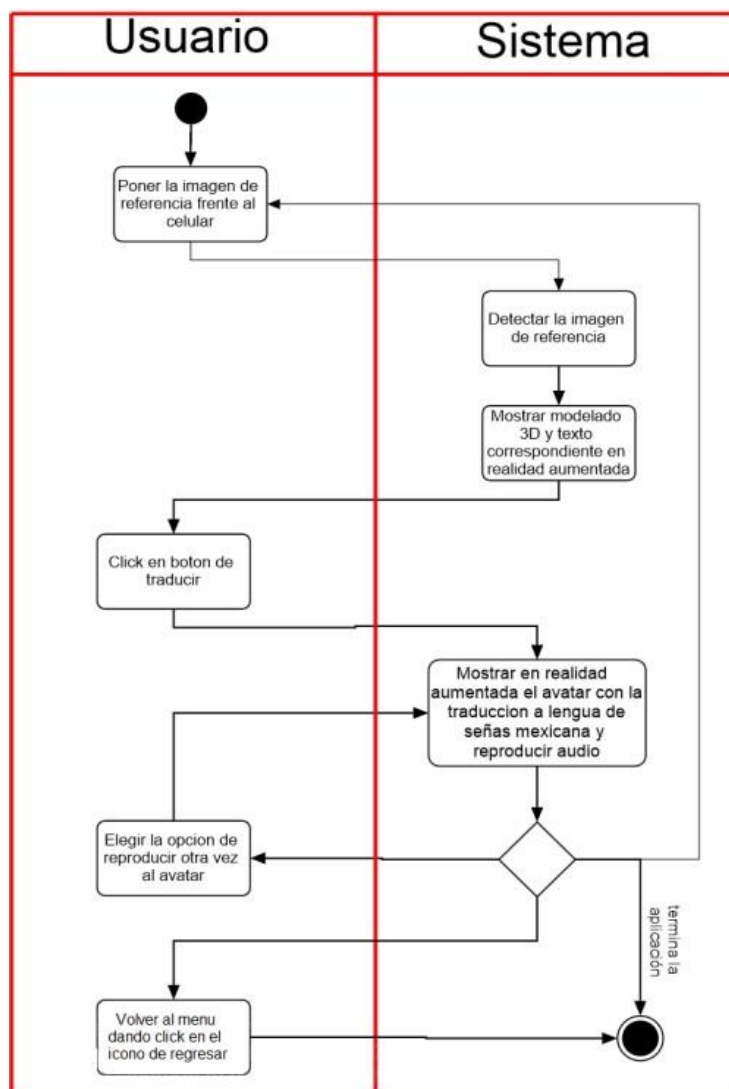 Usuario
Sistema
Poner la imagen de
referencia frente al
celular
Detectar la imagen
de referencia
Mostrar modelado
3D y texto
correspondiente en
realidad aumentada
Click en boton de
traducir
Mostrar en realidad
aumentada el avatar con la
traduccion a lengua de
señas mexicana y
reproducir audio
Elegir la opcion de
reproducir otra vez
al avatar
termina la
aplicación
Volver al menu
dando click en el
icono de regresar